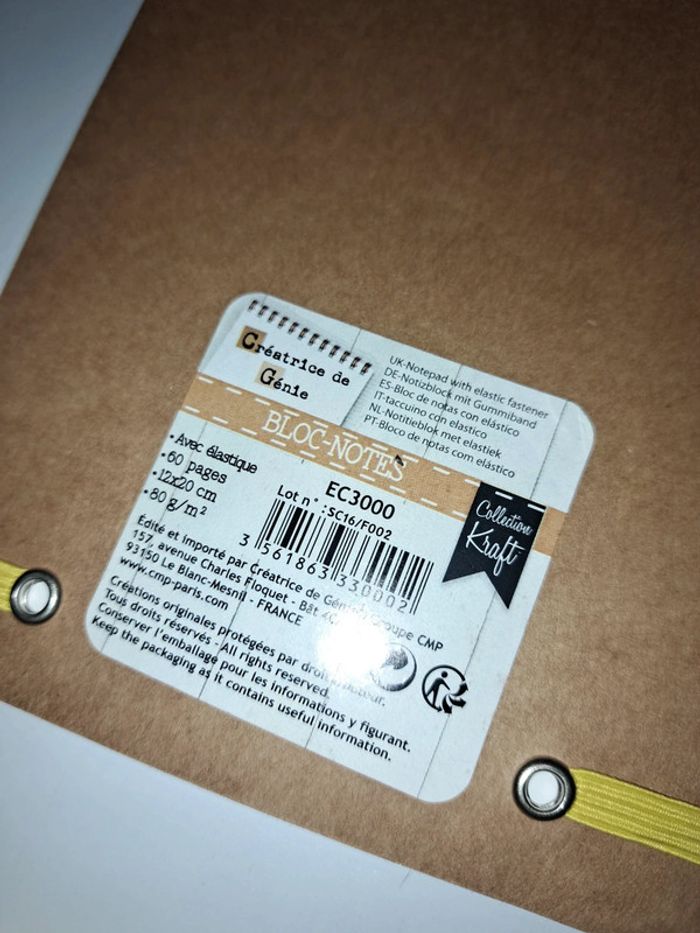 Créatrice de
Génie
UK-Notepad with elastic fastener
DE-Notizblock mit Gummiband
ES-Bloc de notas con elástico
IT-taccuino con elastico
NL-Notitieblok met elastiek
PT-Bloco de notas com elástico
BLOC-NOTES
• Avec élastique
• 60 pages
• 12x20 cm
• 80 g/m²
EC3000
Lot n° :SC16/F002
3 561863 330002
Collection
Kraft
Édité et importé par Créatrice de Génie Groupe CMP
157, avenue Charles Floquet - Bât
93150 Le Blanc-Mesnil - FRANCE
www.cmp-paris.com
Créations originales protégées par droit
Tous droits réservés - All rights reserved.
Conserver l'emballage pour les informations y figurant.
Keep the packaging as it contains useful information.